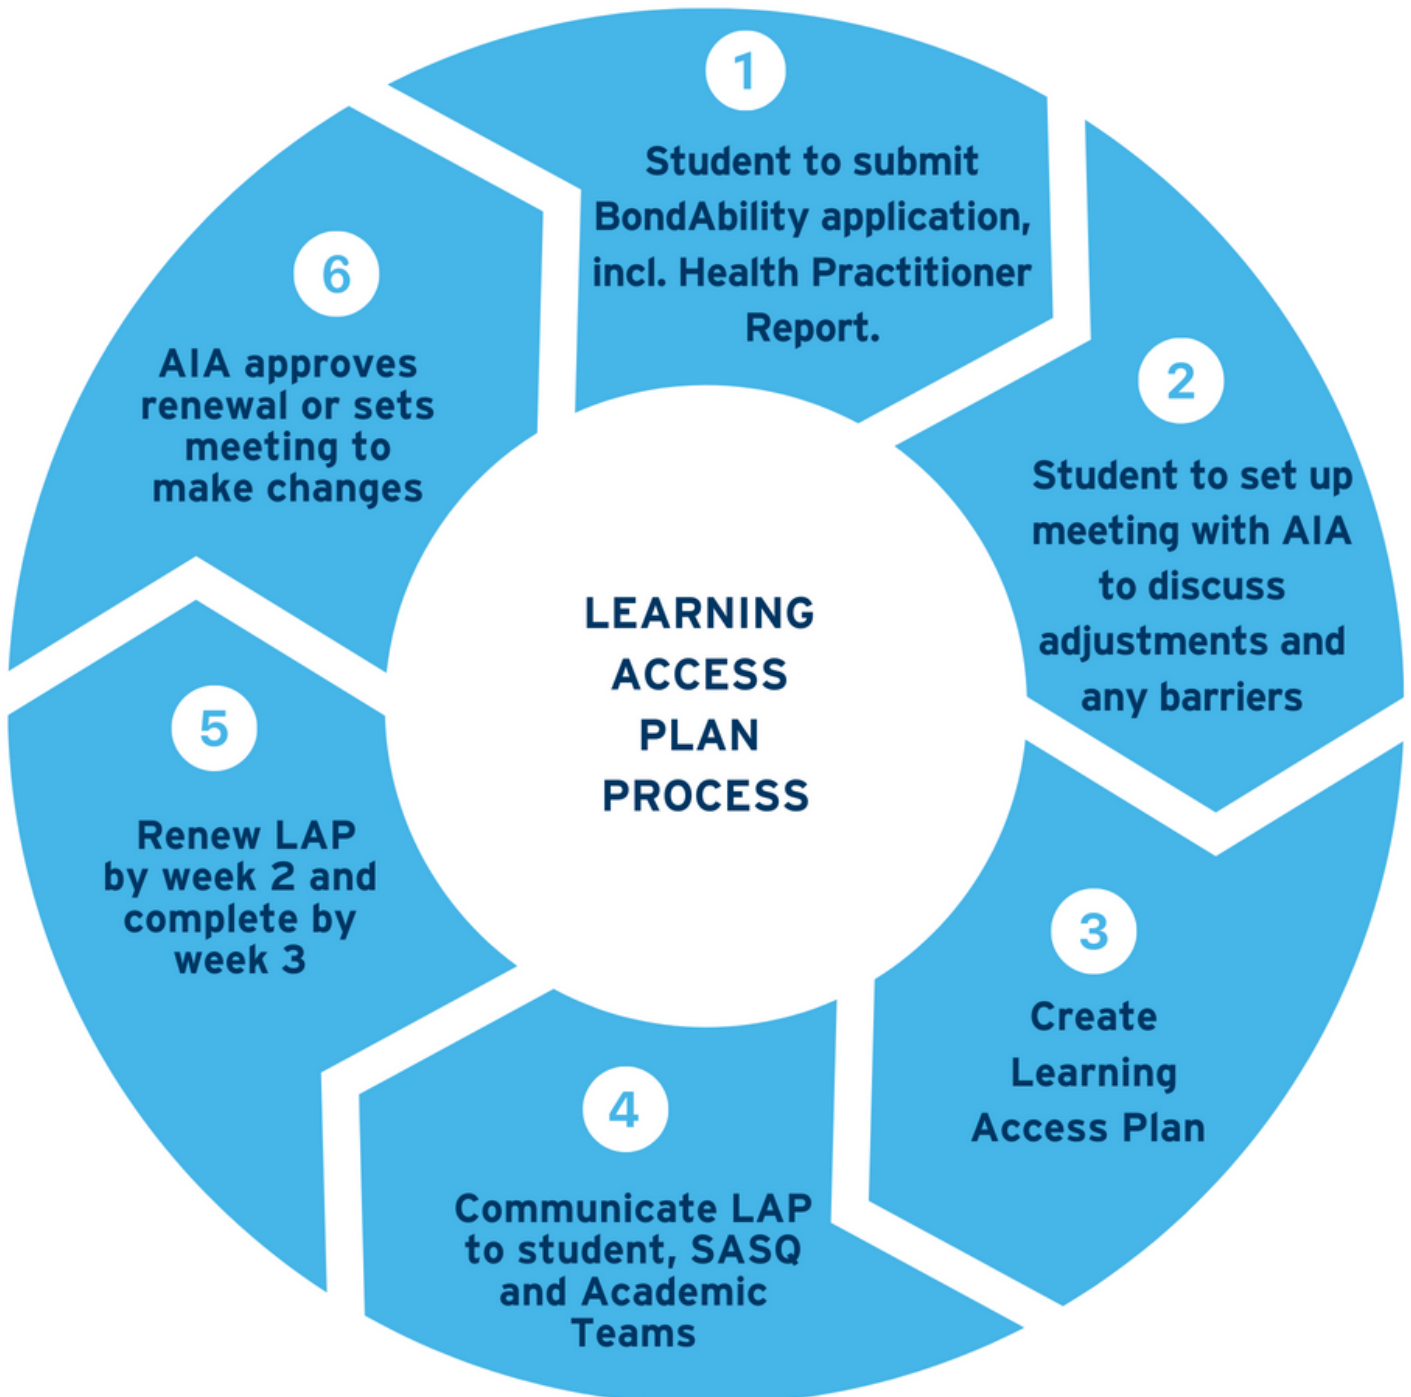 1
Student to submit
BondAbility application,
incl. Health Practitioner
Report.
2
Student to set up
meeting with AIA
to discuss
adjustments and
any barriers
3
Create
Learning
Access Plan
4
Communicate LAP
to student, SASQ
and Academic
Teams
5
Renew LAP
by week 2 and
complete by
week 3
6
AIA approves
renewal or sets
meeting to
make changes
LEARNING
ACCESS
PLAN
PROCESS